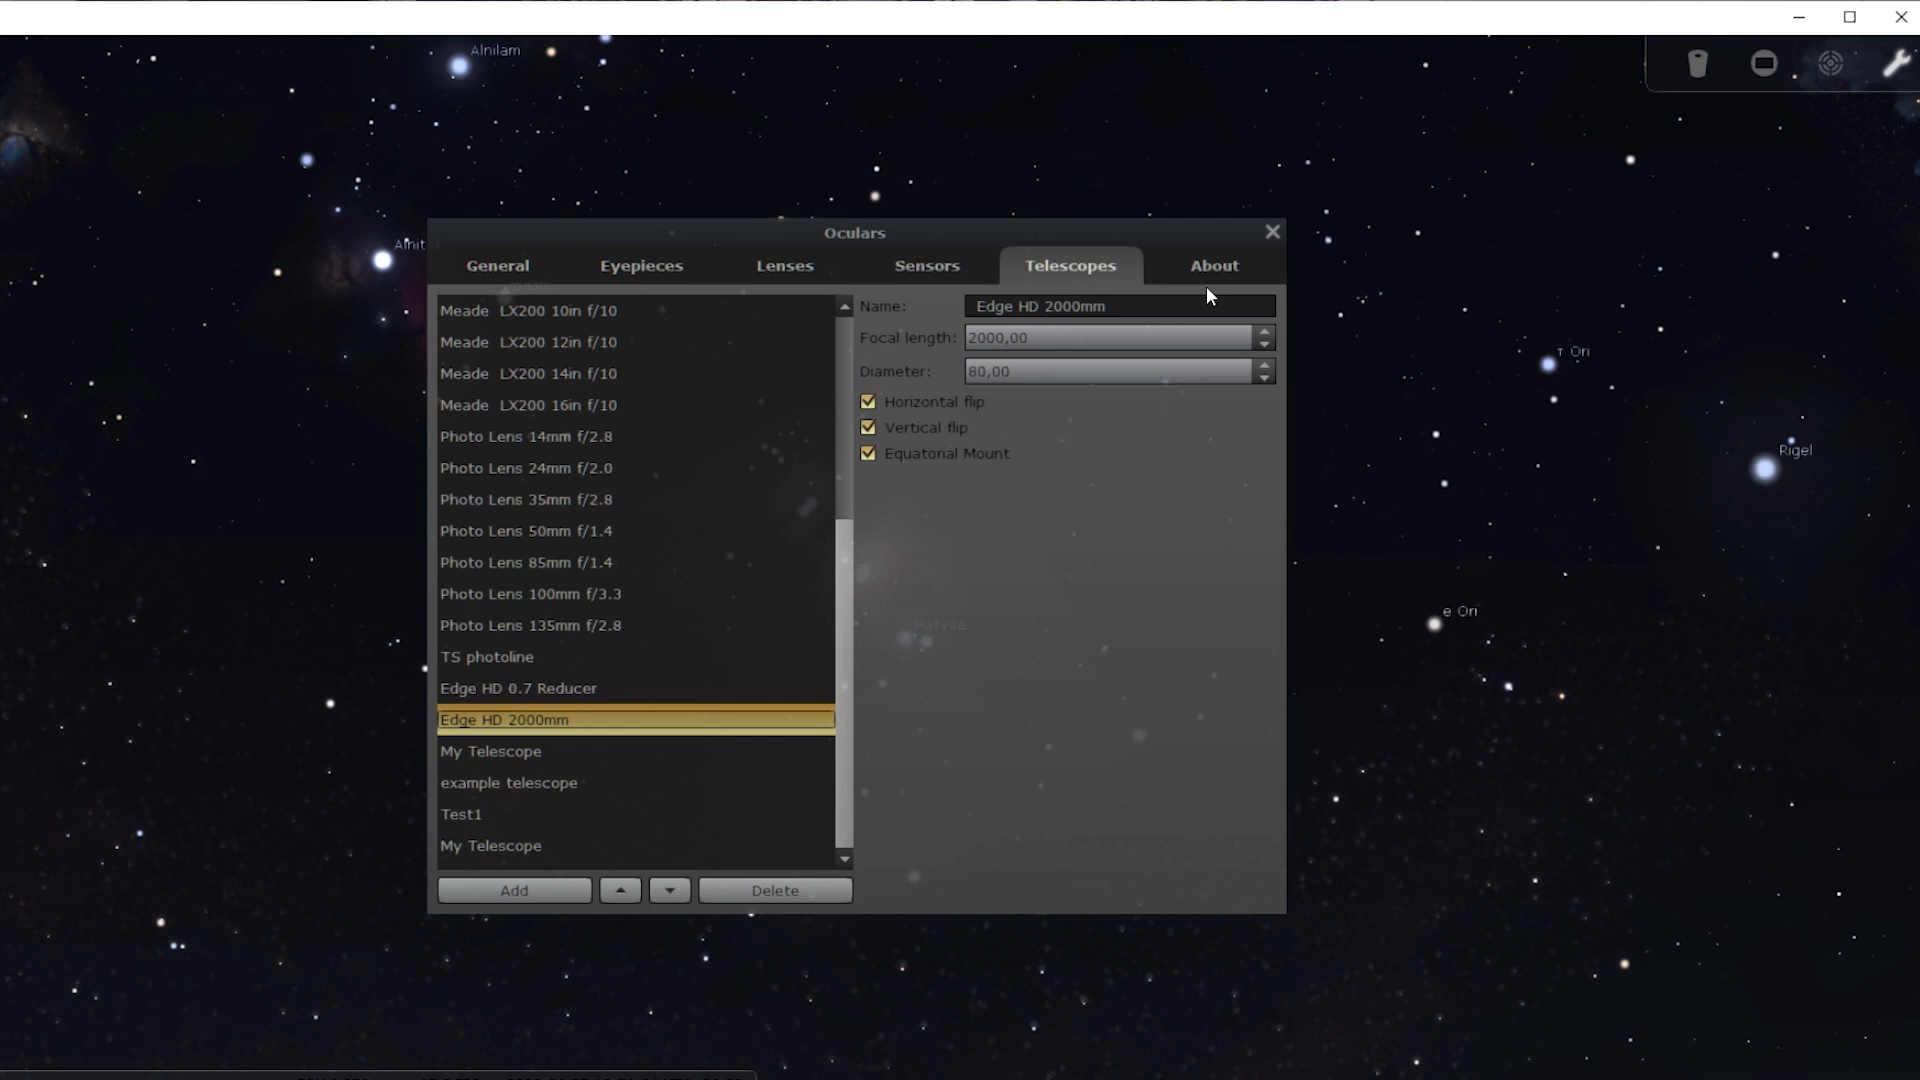 Alnilam
Alnit
Oculars
General
Eyepieces
Lenses
Sensors
Telescopes
About
Meade LX200 10in f/10
Meade LX200 12in f/10
Meade LX200 14in f/10
Meade LX200 16in f/10
Photo Lens 14mm f/2.8
Photo Lens 24mm f/2.0
Photo Lens 35mm f/2.8
Photo Lens 50mm f/1.4
Photo Lens 85mm f/1.4
Photo Lens 100mm f/3.3
Photo Lens 135mm f/2.8
TS photoline
Edge HD 0.7 Reducer
Edge HD 2000mm
My Telescope
example telescope
Test1
My Telescope
Add
Delete
Name: Edge HD 2000mm
Focal length: 2000,00
Diameter: 80,00
Horizontal flip
Vertical flip
Equatorial Mount
Hatysa
τ Ori
Rigel
e Ori